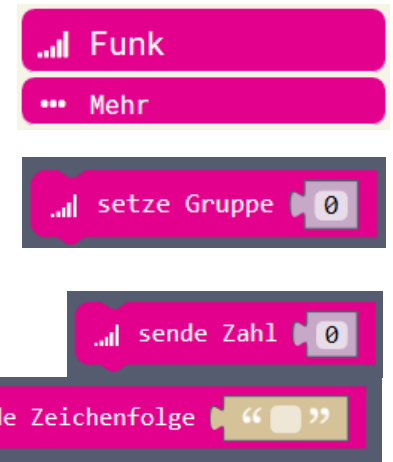 Funk
Mehr
setze Gruppe 0
sende Zahl 0
Zeichenfolge “ ”